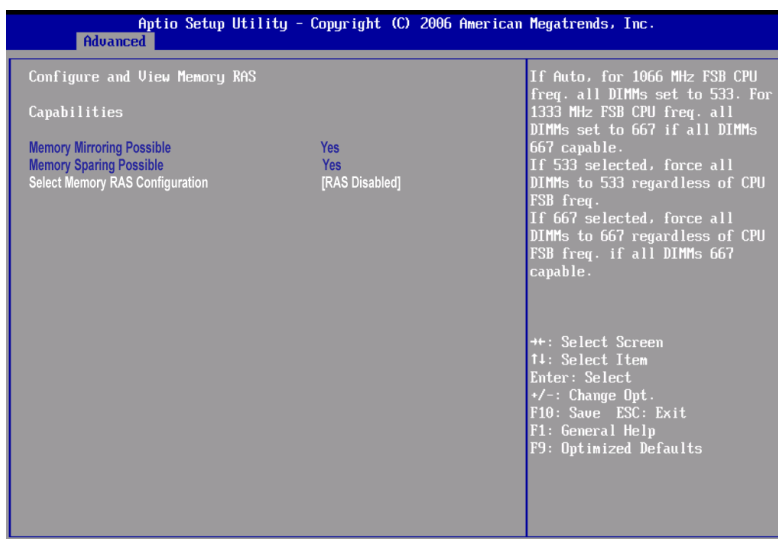 Aptio Setup Utility - Copyright (C) 2006 American Megatrends, Inc.
Advanced
Configure and View Memory RAS
Capabilities
Memory Mirroring Possible Yes
Memory Sparing Possible Yes
Select Memory RAS Configuration [RAS Disabled]
If Auto, for 1066 MHz FSB CPU
freq. all DIMMs set to 533. For
1333 MHz FSB CPU freq. all
DIMMs set to 667 if all DIMMs
667 capable.
If 533 selected, force all
DIMMs to 533 regardless of CPU
FSB freq.
If 667 selected, force all
DIMMs to 667 regardless of CPU
FSB freq. if all DIMMs 667
capable.
→←: Select Screen
↑↓: Select Item
Enter: Select
+/-: Change Opt.
F10: Save ESC: Exit
F1: General Help
F9: Optimized Defaults